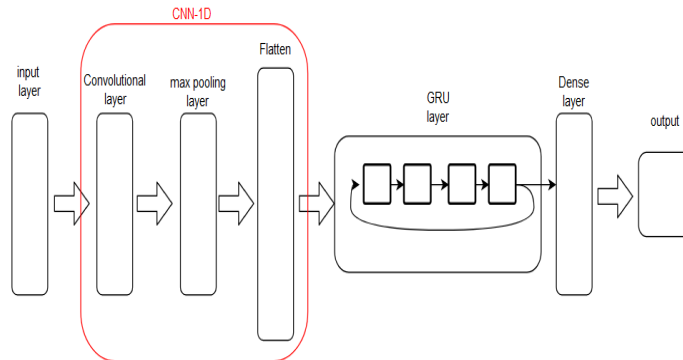 CNN-1D
input
layer
Convolutional
layer
max pooling
layer
Flatten
GRU
layer
Dense
layer
output